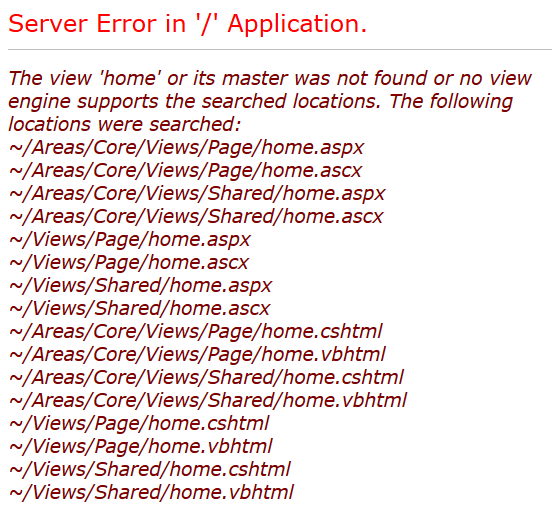 Server Error in '/' Application.
The view 'home' or its master was not found or no view
engine supports the searched locations. The following
locations were searched:
~/Areas/Core/Views/Page/home.aspx
~/Areas/Core/Views/Page/home.ascx
~/Areas/Core/Views/Shared/home.aspx
~/Areas/Core/Views/Shared/home.ascx
~/Views/Page/home.aspx
~/Views/Page/home.ascx
~/Views/Shared/home.aspx
~/Views/Shared/home.ascx
~/Areas/Core/Views/Page/home.cshtml
~/Areas/Core/Views/Page/home.vbhtml
~/Areas/Core/Views/Shared/home.cshtml
~/Areas/Core/Views/Shared/home.vbhtml
~/Views/Page/home.cshtml
~/Views/Page/home.vbhtml
~/Views/Shared/home.cshtml
~/Views/Shared/home.vbhtml